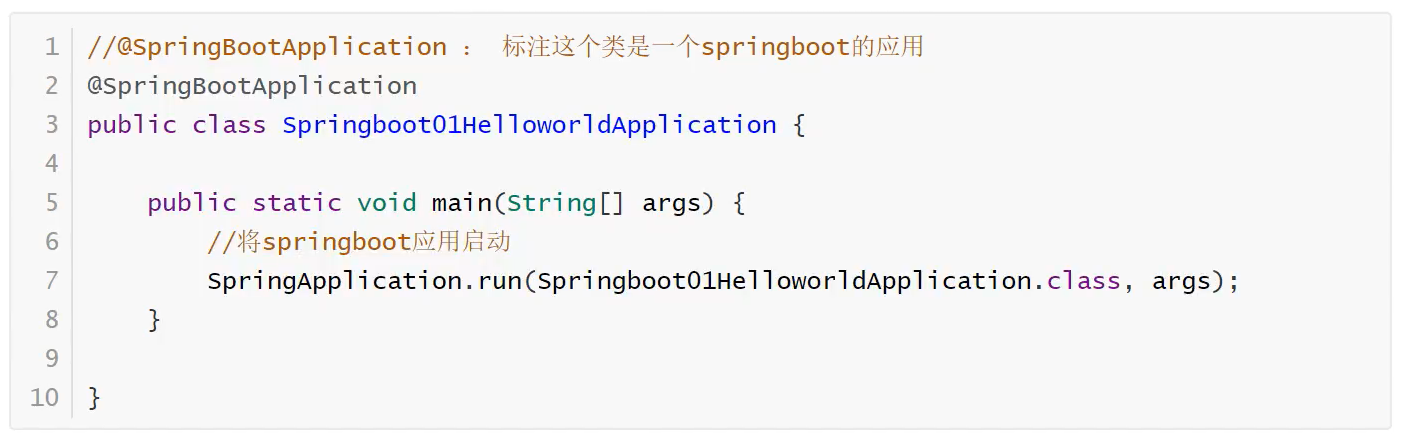 1 //@SpringBootApplication ： 标注这个类是一个springboot的应用
2 @SpringBootApplication
3 public class Springboot01HelloworldApplication {
4
5     public static void main(String[] args) {
6         //将springboot应用启动
7         SpringApplication.run(Springboot01HelloworldApplication.class, args);
8     }
9
10 }